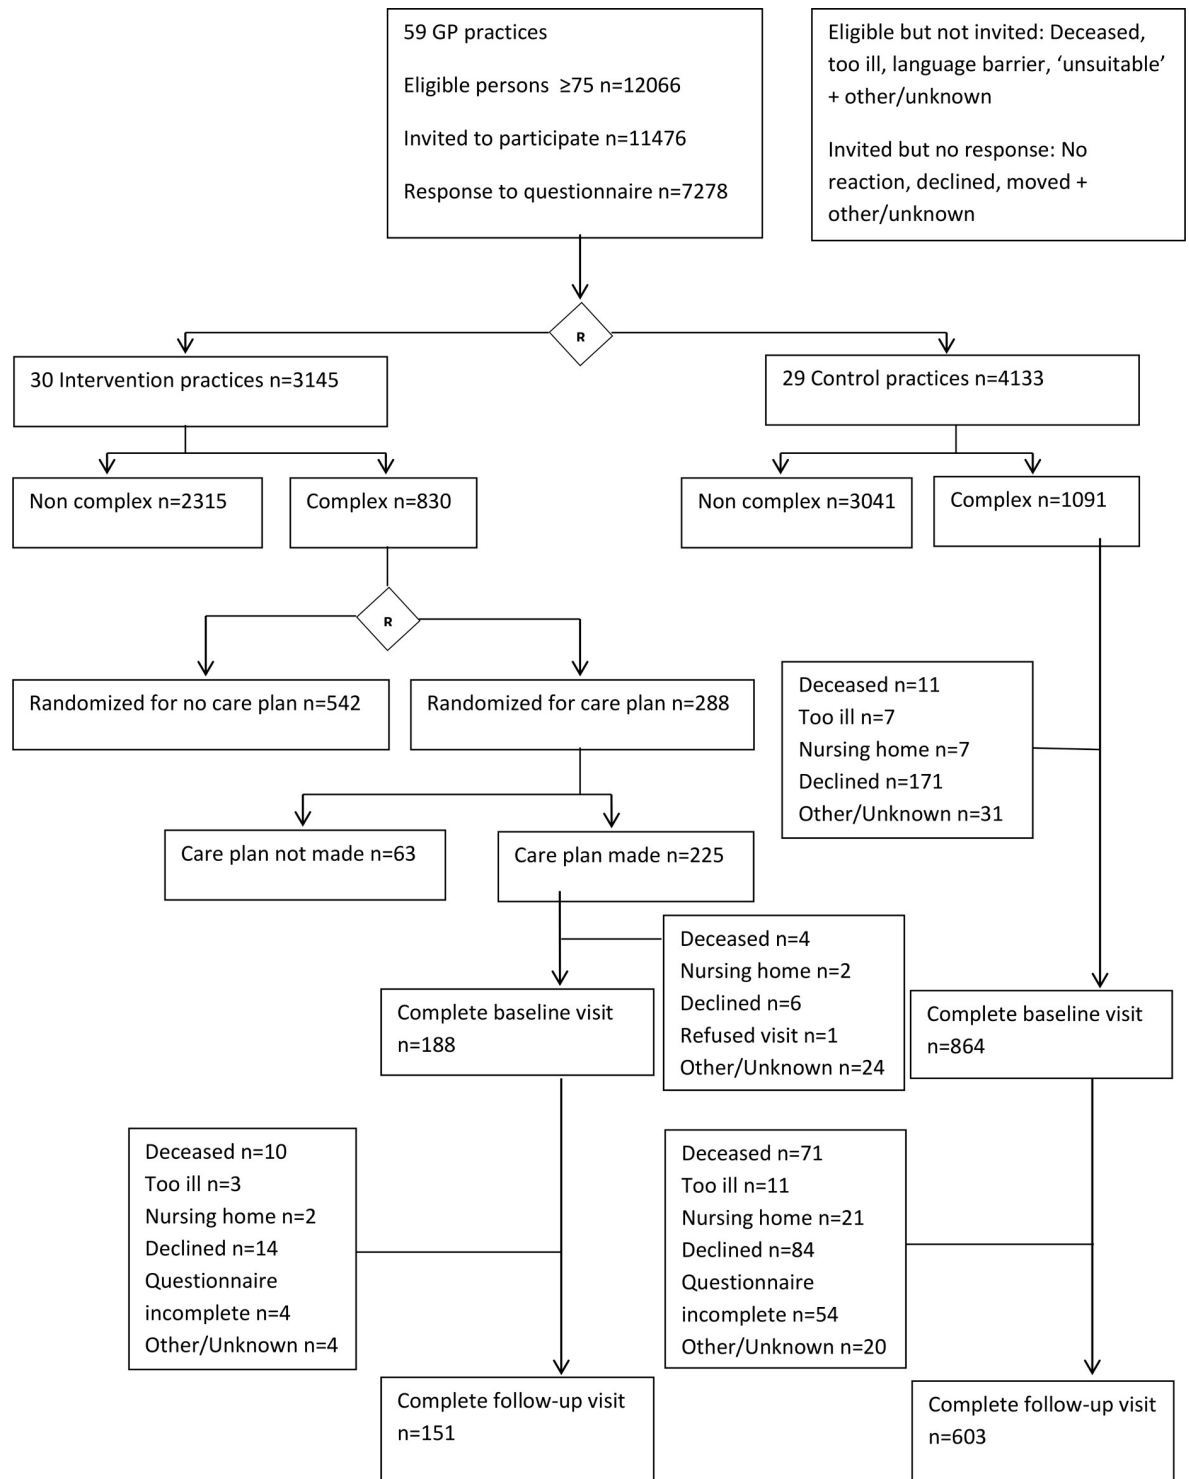 59 GP practices
Eligible persons ≥75 n=12066
Invited to participate n=11476
Response to questionnaire n=7278
Eligible but not invited: Deceased,
too ill, language barrier, ‘unsuitable’
+ other/unknown
Invited but no response: No
reaction, declined, moved +
other/unknown
R
30 Intervention practices n=3145
29 Control practices n=4133
Non complex n=2315
Complex n=830
Non complex n=3041
Complex n=1091
R
Randomized for no care plan n=542
Randomized for care plan n=288
Deceased n=11
Too ill n=7
Nursing home n=7
Declined n=171
Other/Unknown n=31
Care plan not made n=63
Care plan made n=225
Deceased n=4
Nursing home n=2
Declined n=6
Refused visit n=1
Other/Unknown n=24
Complete baseline visit
n=188
Complete baseline visit
n=864
Deceased n=10
Too ill n=3
Nursing home n=2
Declined n=14
Questionnaire
incomplete n=4
Other/Unknown n=4
Deceased n=71
Too ill n=11
Nursing home n=21
Declined n=84
Questionnaire
incomplete n=54
Other/Unknown n=20
Complete follow-up visit
n=151
Complete follow-up visit
n=603